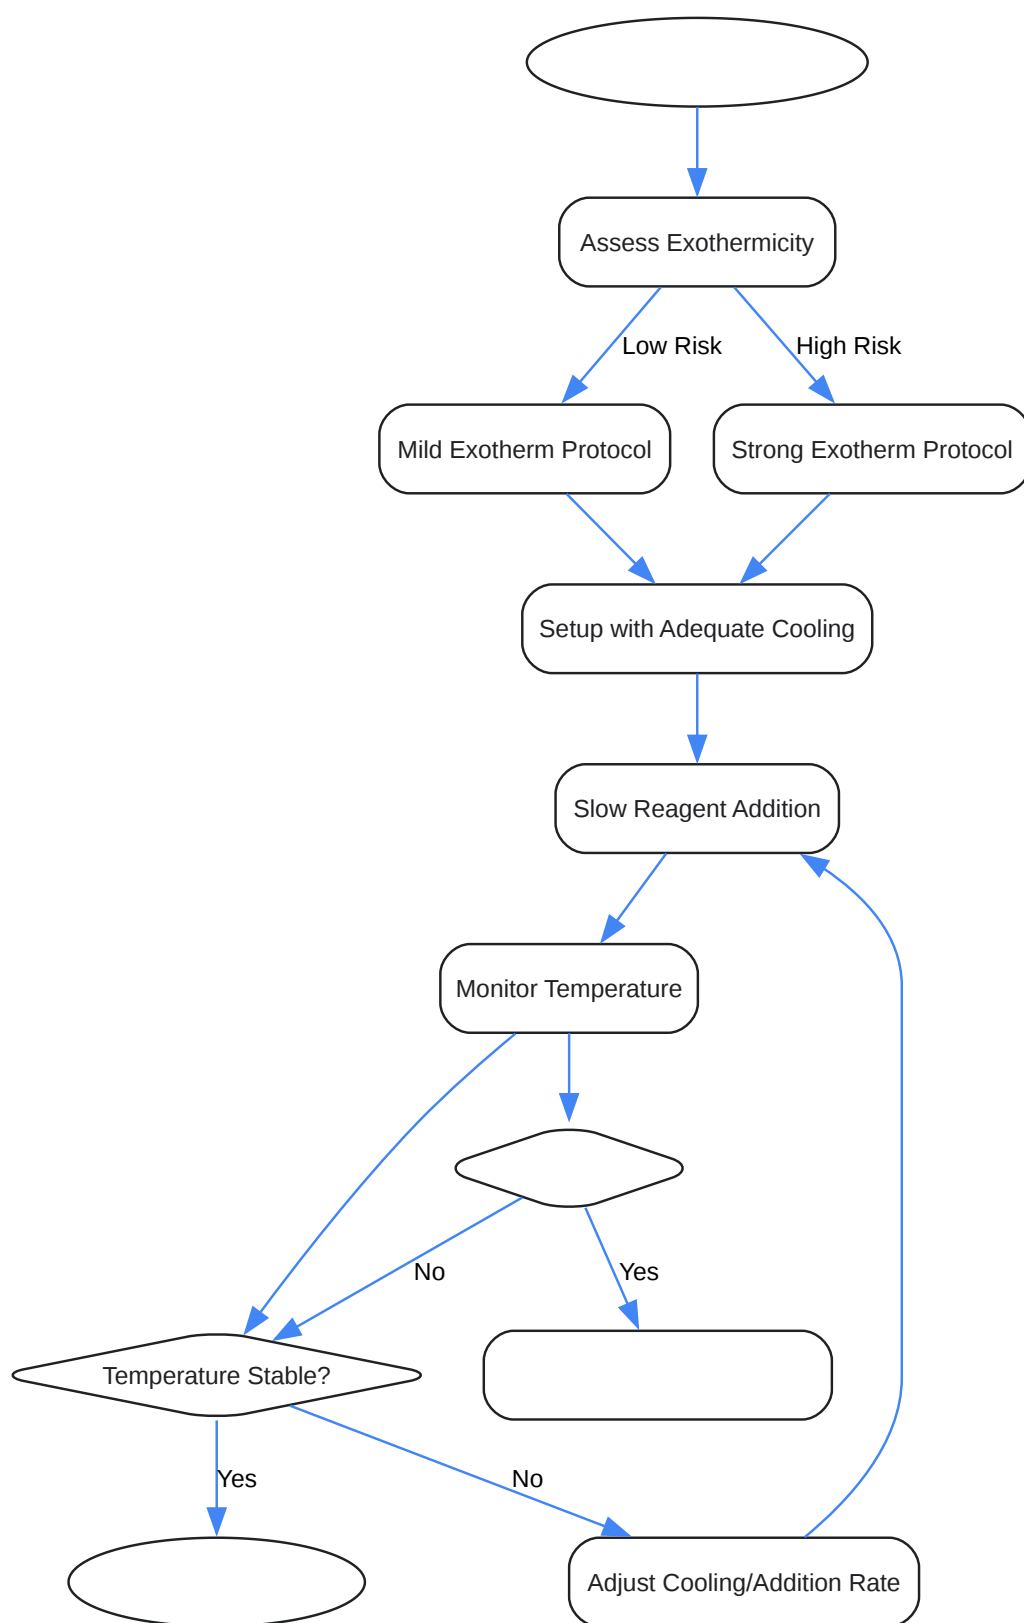 Assess Exothermicity
Low Risk
High Risk
Mild Exotherm Protocol
Strong Exotherm Protocol
Setup with Adequate Cooling
Slow Reagent Addition
Monitor Temperature
No
Yes
Temperature Stable?
Yes
No
Adjust Cooling/Addition Rate